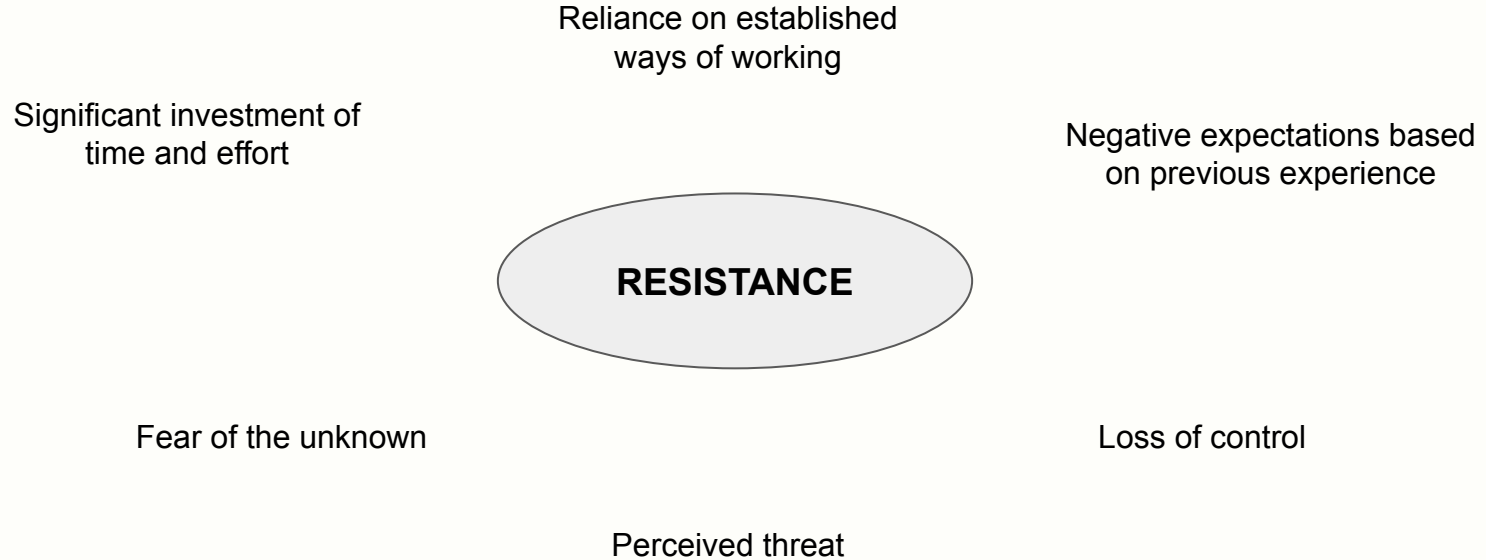 Reliance on established
ways of working
Significant investment of
time and effort
Negative expectations based
on previous experience
RESISTANCE
Fear of the unknown
Loss of control
Perceived threat